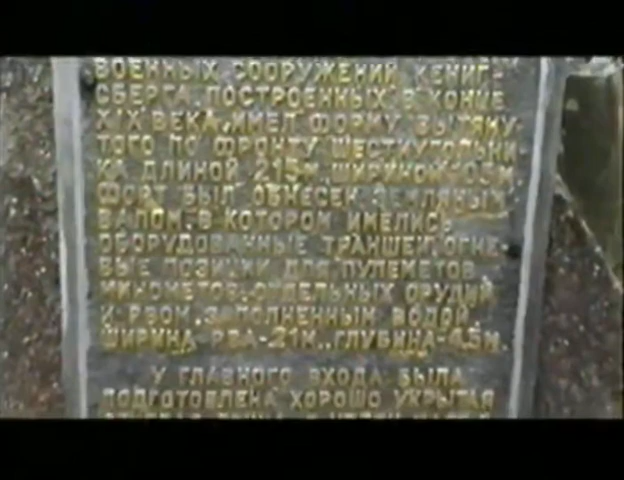 ВОЕННЫХ СООРУЖЕНИЙ КЕНИГ-
СБЕРГА, ПОСТРОЕННЫХ В КОНЦЕ
XIX ВЕКА, ИМЕЛ ФОРМУ ВЫТЯНУ-
ТОГО ПО ФРОНТУ ШЕСТИУГОЛЬНИ-
КА ДЛИНОЙ 215 М, ШИРИНОЙ
ФОРТ БЫЛ ОБНЕСЕН ЗЕМЛЯНЫМ
ВАЛОМ, В КОТОРОМ ИМЕЛИСЬ
ОБОРУДОВАННЫЕ ТРАНШЕИ, ОГНЕ-
ВЫЕ ПОЗИЦИИ ДЛЯ ПУЛЕМЕТОВ,
МИНОМЕТОВ, ОТДЕЛЬНЫХ ОРУДИЙ
И РВОМ, ЗАПОЛНЕННЫМ ВОДОЙ.
ШИРИНА РВА-21М., ГЛУБИНА-4,5М.
У ГЛАВНОГО ВХОДА БЫЛА
ПОДГОТОВЛЕНА ХОРОШО УКРЫТАЯ